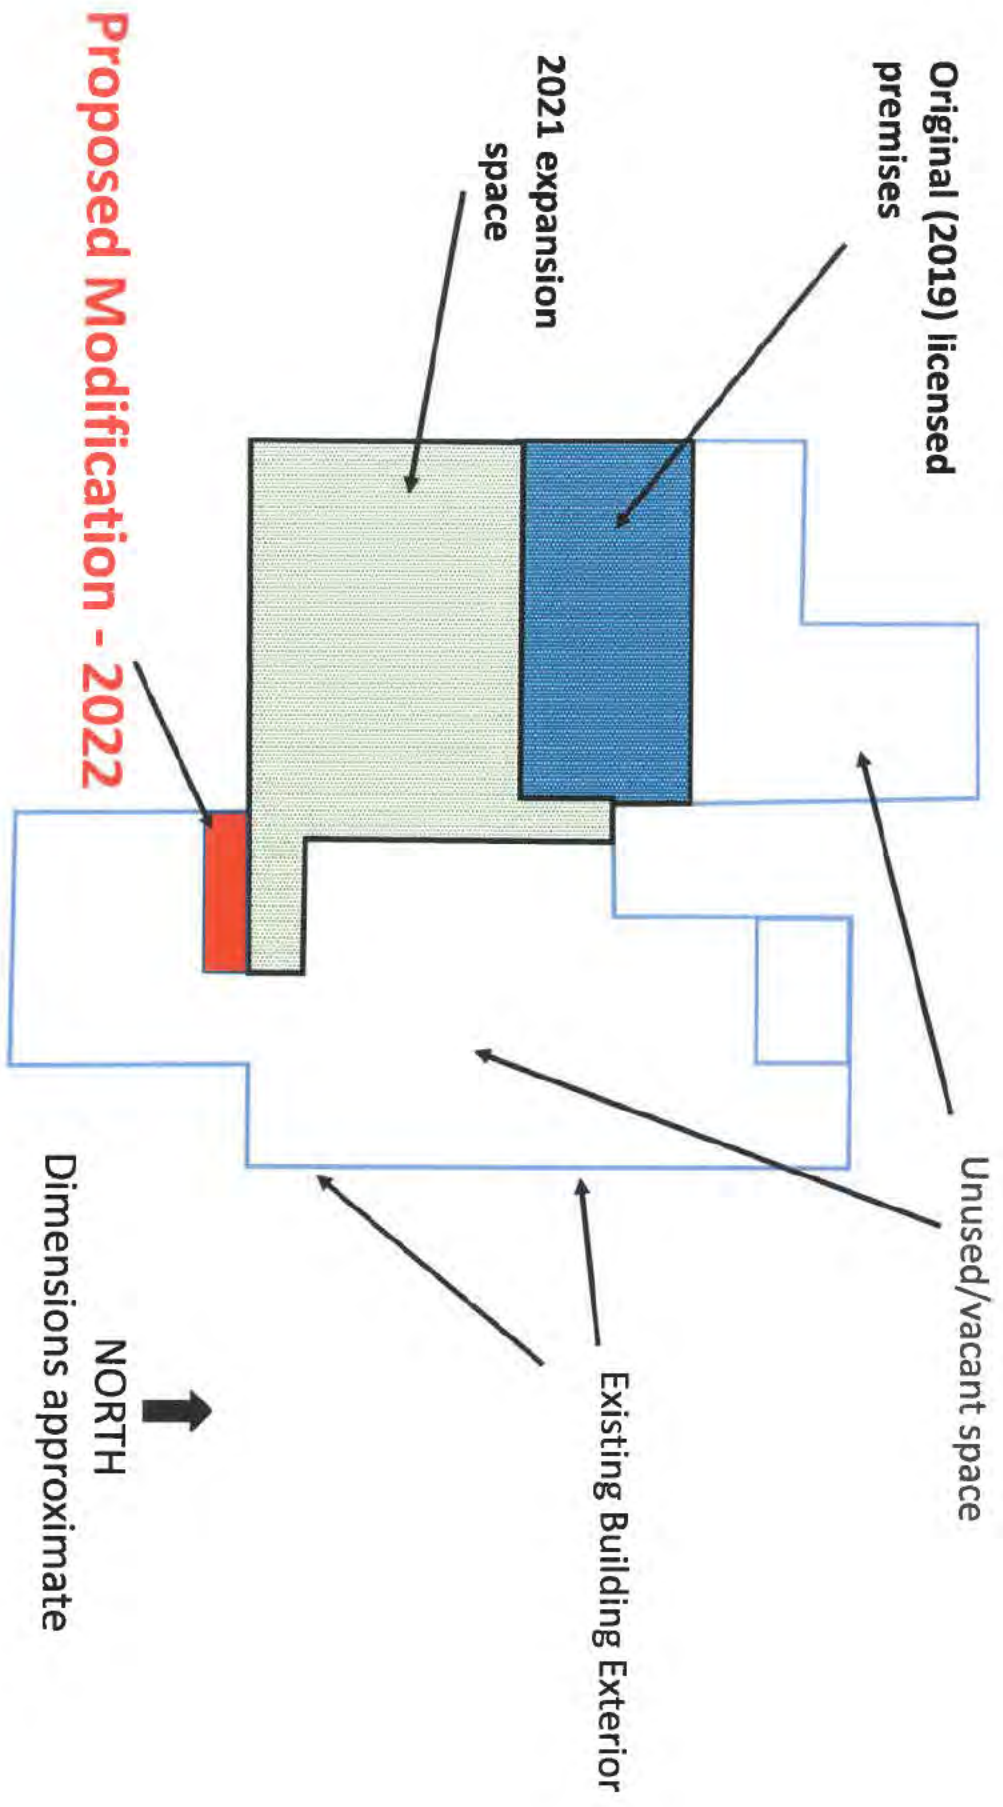 Original (2019) licensed
premises
Unused/vacant space
2021 expansion
space
Existing Building Exterior
Proposed Modification - 2022
NORTH
Dimensions approximate